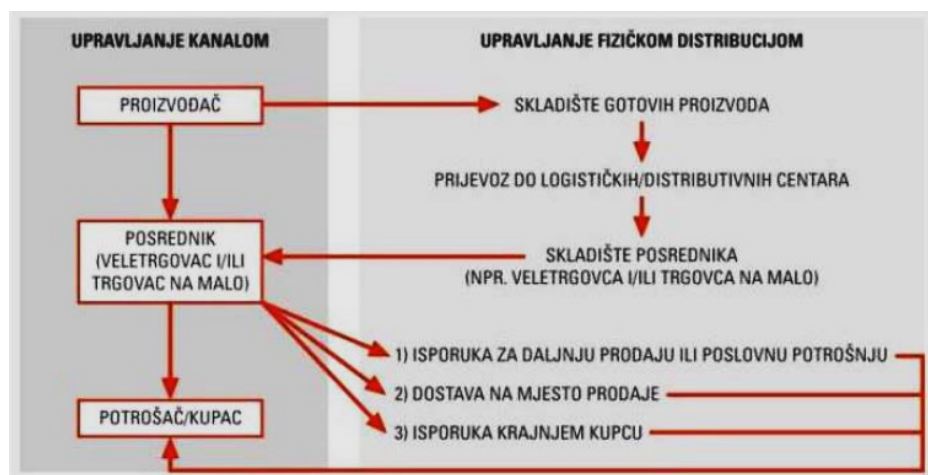 UPRAVLJANJE KANALOM
UPRAVLJANJE FIZIČKOM DISTRIBUCIJOM
PROIZVOĐAČ
SKLADIŠTE GOTOVIH PROIZVODA
PRIJEVOZ DO LOGISTIČKIH/DISTRIBUTIVNIH CENTARA
POSREDNIK
(VELETRGOVAC I/ILI
TRGOVAC NA MALO)
SKLADIŠTE POSREDNIKA
(NPR. VELETRGOVCA I/ILI TRGOVCA NA MALO)
1) ISPORUKA ZA DALJNJU PRODAJU ILI POSLOVNU POTROŠNJU
2) DOSTAVA NA MJESTO PRODAJE
3) ISPORUKA KRAJNJEM KUPCU
POTROŠAČ/KUPAC